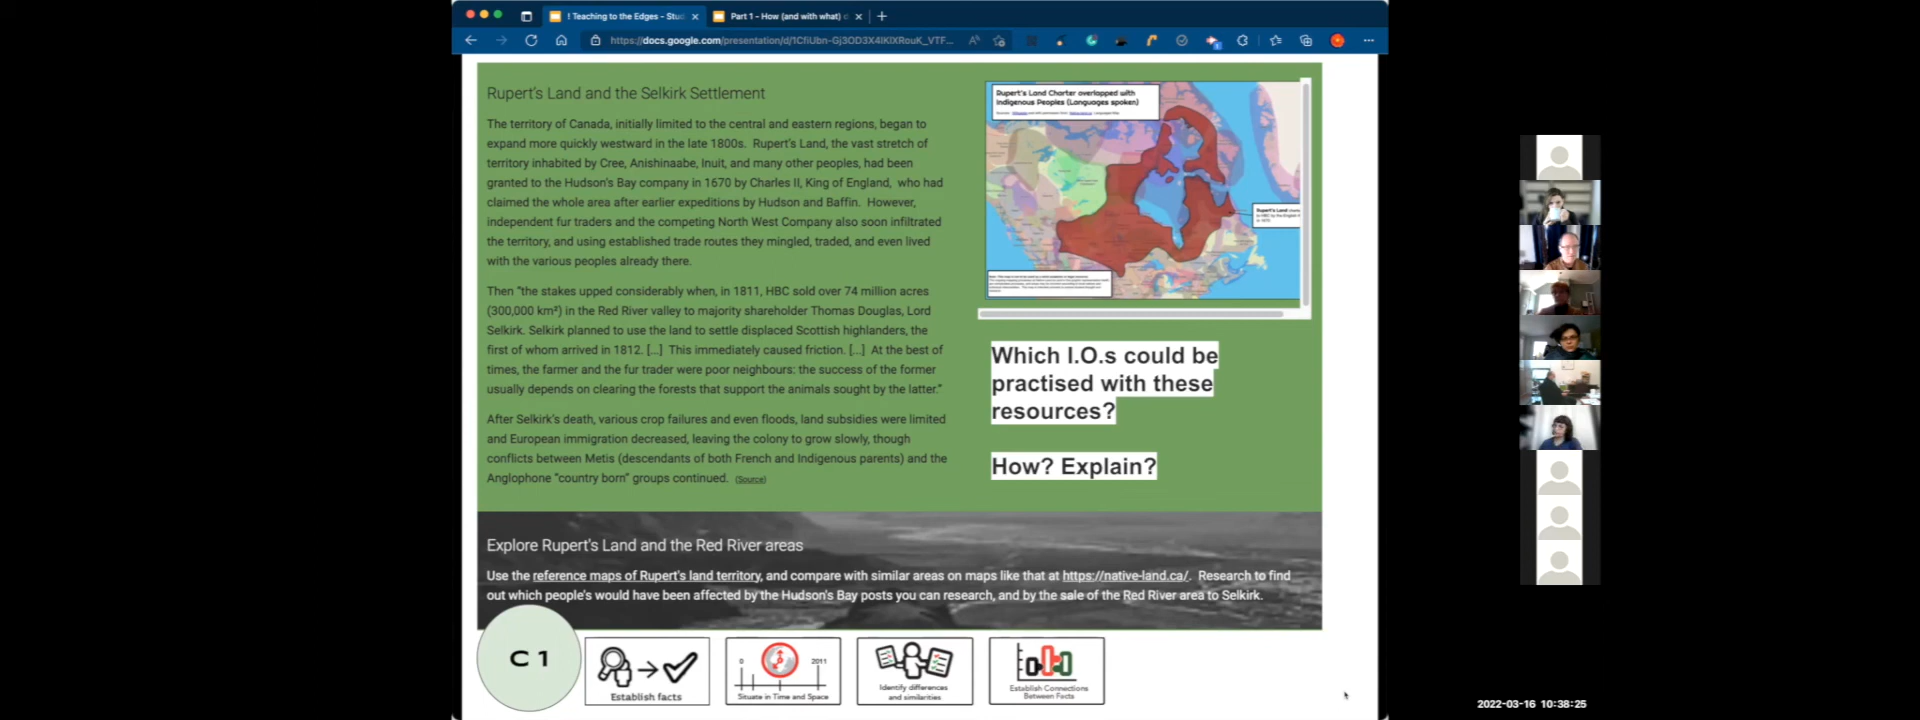 ! Teaching to the Edges - Stud
Part 1 - How (and with what)
https://docs.google.com/presentation/d/1CfiUbn-Gj3OD3X4IKIXRouK_VTF...
Rupert's Land and the Selkirk Settlement
The territory of Canada, initially limited to the central and eastern regions, began to
expand more quickly westward in the late 1800s. Rupert's Land, the vast stretch of
territory inhabited by Cree, Anishinaabe, Inuit, and many other peoples, had been
granted to the Hudson's Bay company in 1670 by Charles II, King of England, who had
claimed the whole area after earlier expeditions by Hudson and Baffin. However,
independent fur traders and the competing North West Company also soon infiltrated
the territory, and using established trade routes they mingled, traded, and even lived
with the various peoples already there.
Then "the stakes upped considerably when, in 1811, HBC sold over 74 million acres
(300,000 km²) in the Red River valley to majority shareholder Thomas Douglas, Lord
Selkirk. Selkirk planned to use the land to settle displaced Scottish highlanders, the
first of whom arrived in 1812. [...] This immediately caused friction. [...] At the best of
times, the farmer and the fur trader were poor neighbours: the success of the former
usually depends on clearing the forests that support the animals sought by the latter."
After Selkirk's death, various crop failures and even floods, land subsidies were limited
and European immigration decreased, leaving the colony to grow slowly, though
conflicts between Metis (descendants of both French and Indigenous parents) and the
Anglophone "country born" groups continued. (Source)
Rupert's Land Charter overlapped with
Indigenous Peoples (Languages spoken)
Which I.O.s could be
practised with these
resources?
How? Explain?
Explore Rupert's Land and the Red River areas
Use the reference maps of Rupert's land territory, and compare with similar areas on maps like that at https://native-land.ca/. Research to find
out which people's would have been affected by the Hudson's Bay posts you can research, and by the sale of the Red River area to Selkirk.
C 1
Establish facts
0
2011
Situate in Time and Space
Identify differences
and similarities
Establish Connections
Between Facts
2022-03-16 10:38:25